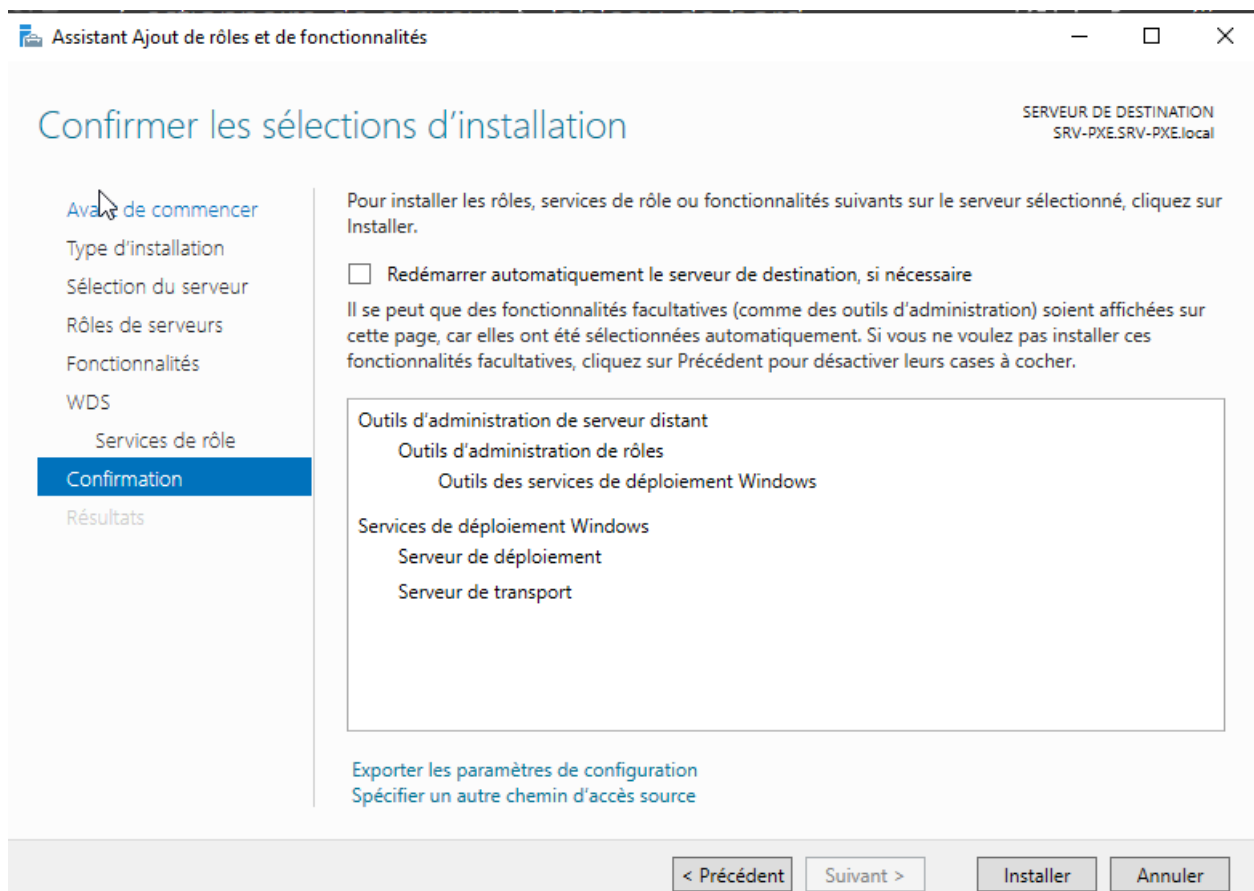 Assistant Ajout de rôles et de fonctionnalités
Confirmer les sélections d'installation
SERVEUR DE DESTINATION
SRV-PXE.SRV-PXE.local
Avant de commencer
Type d'installation
Sélection du serveur
Rôles de serveurs
Fonctionnalités
WDS
Services de rôle
Confirmation
Résultats
Pour installer les rôles, services de rôle ou fonctionnalités suivants sur le serveur sélectionné, cliquez sur
Installer.
Redémarrer automatiquement le serveur de destination, si nécessaire
Il se peut que des fonctionnalités facultatives (comme des outils d'administration) soient affichées sur
cette page, car elles ont été sélectionnées automatiquement. Si vous ne voulez pas installer ces
fonctionnalités facultatives, cliquez sur Précédent pour désactiver leurs cases à cocher.
Outils d'administration de serveur distant
Outils d'administration de rôles
Outils des services de déploiement Windows
Services de déploiement Windows
Serveur de déploiement
Serveur de transport
Exporter les paramètres de configuration
Spécifier un autre chemin d'accès source
< Précédent
Suivant >
Installer
Annuler